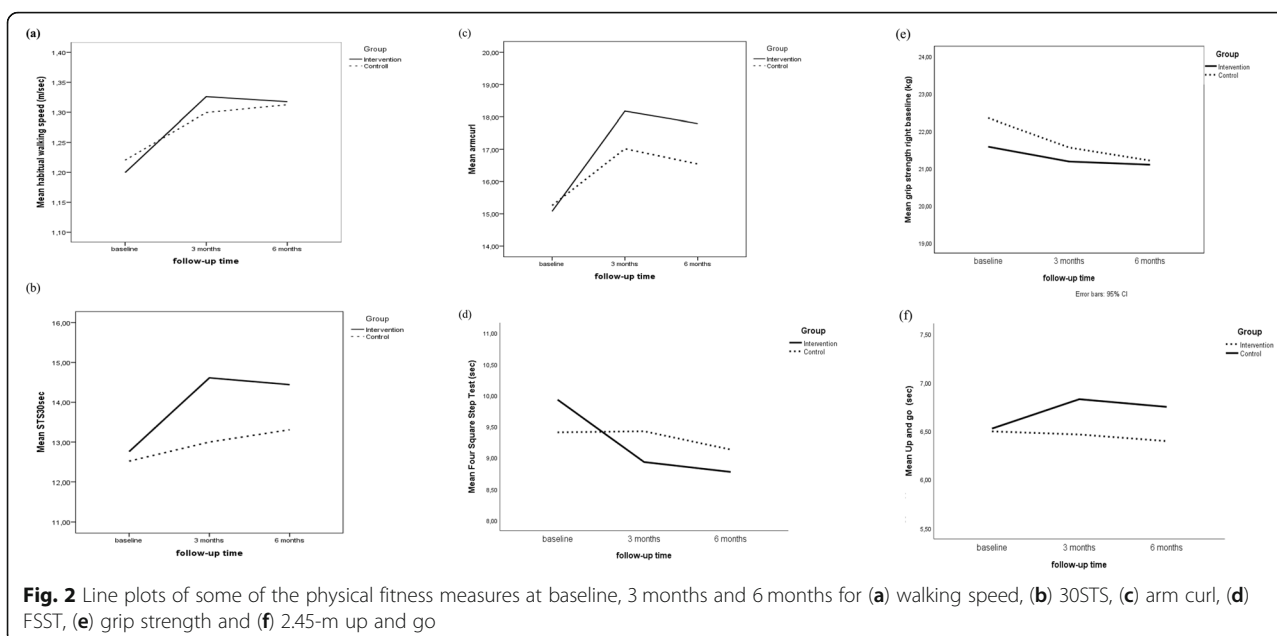 (a)
Group
Intervention
Controll
1,40
1,35
1,30
1,25
1,20
1,15
1,10
Mean habitual walking speed (m/sec)
baseline
3 months
6 months
follow-up time
(c)
Group
Intervention
Control
20,00
19,00
18,00
17,00
16,00
15,00
14,00
Mean armcurl
baseline
3 months
6 months
follow-up time
(e)
Group
Intervention
Control
24,00
23,00
22,00
21,00
20,00
19,00
Mean grip strength right baseline (kg)
baseline
3 months
6 months
follow-up time
Error bars: 95% CI
(b)
Group
Intervention
Control
16,00
15,00
14,00
13,00
12,00
11,00
Mean STS30sec
baseline
3 months
6 months
follow-up time
(d)
Group
Intervention
Control
11,00
10,50
10,00
9,50
9,00
8,50
8,00
Mean Four Square Step Test (sec)
baseline
3 months
6 months
follow-up time
(f)
Group
Intervention
Control
7,50
7,00
6,50
6,00
5,50
Mean Up and go (sec)
baseline
3 months
6 months
follow-up time
Fig. 2 Line plots of some of the physical fitness measures at baseline, 3 months and 6 months for (a) walking speed, (b) 30STS, (c) arm curl, (d)
FSST, (e) grip strength and (f) 2.45-m up and go